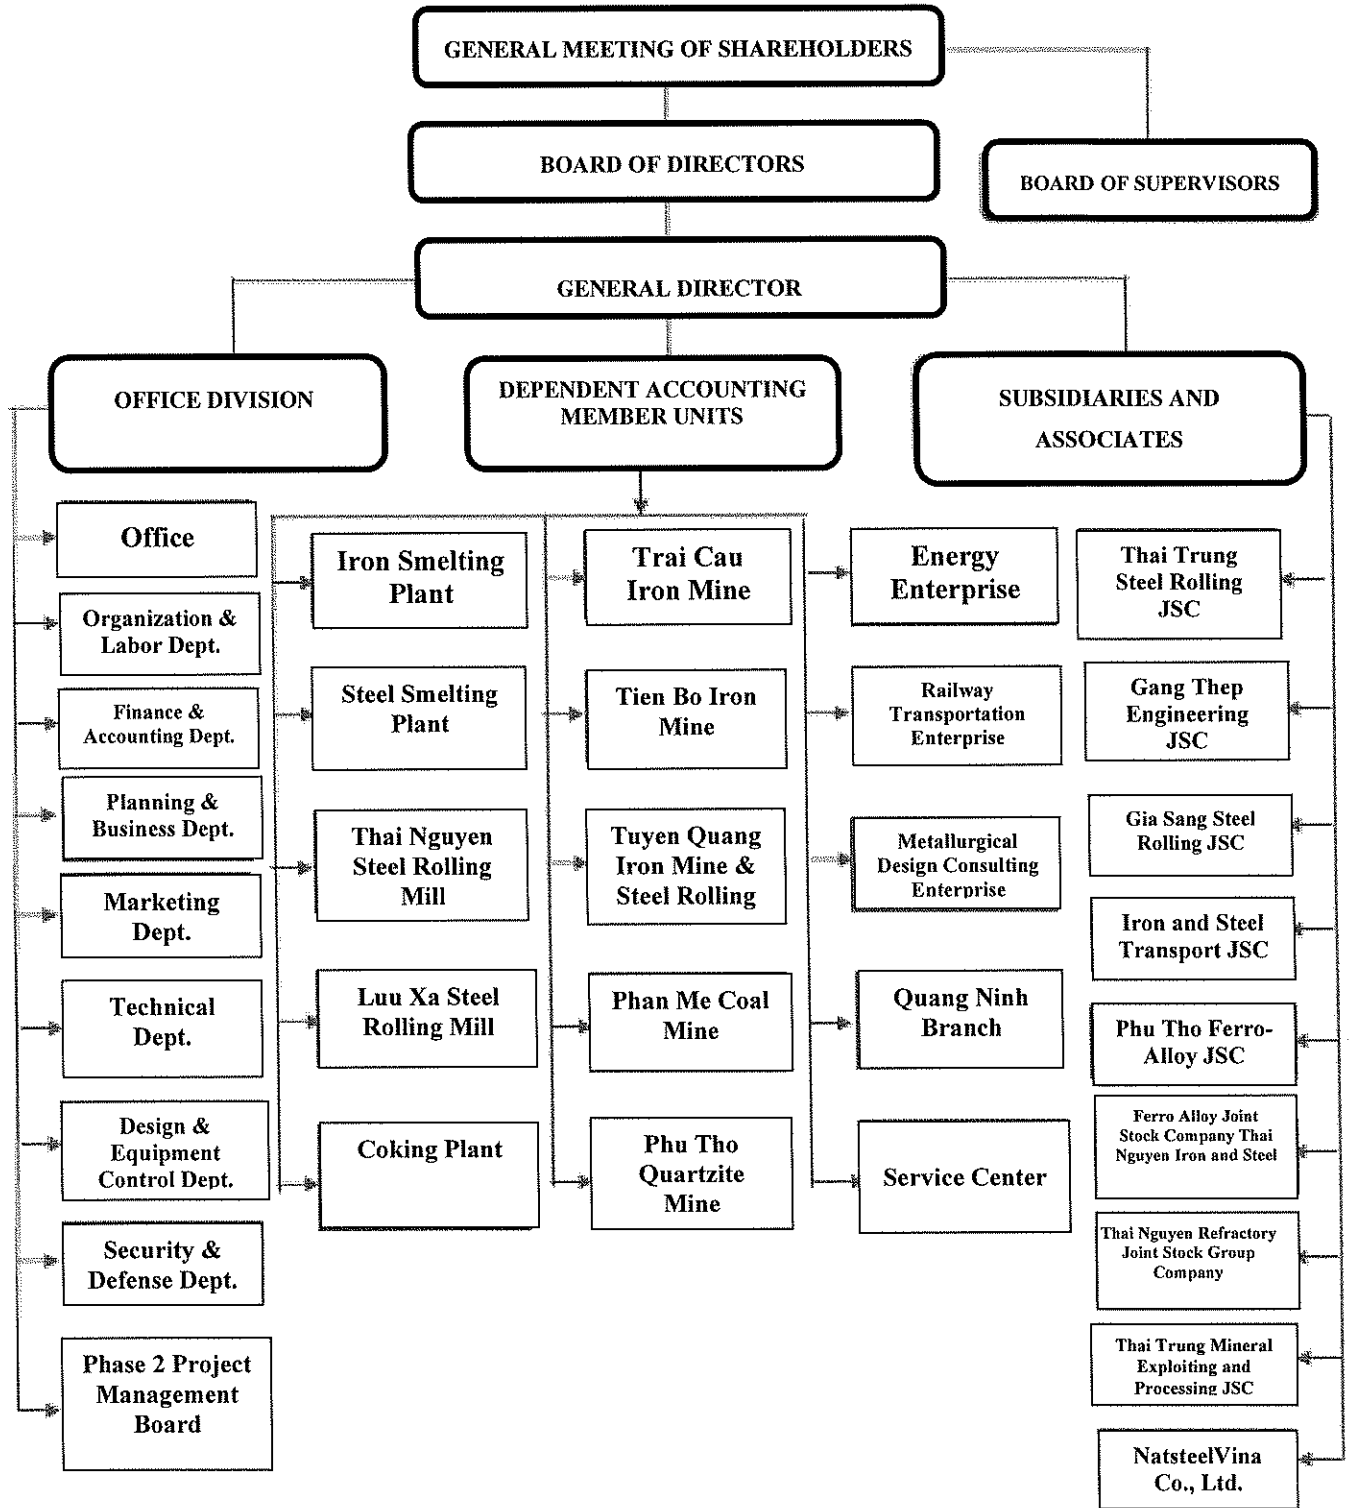 GENERAL MEETING OF SHAREHOLDERS
BOARD OF DIRECTORS
BOARD OF SUPERVISORS
GENERAL DIRECTOR
OFFICE DIVISION
DEPENDENT ACCOUNTING
MEMBER UNITS
SUBSIDIARIES AND
ASSOCIATES
Office
Organization &
Labor Dept.
Finance &
Accounting Dept.
Planning &
Business Dept.
Marketing
Dept.
Technical
Dept.
Design &
Equipment
Control Dept.
Security &
Defense Dept.
Phase 2 Project
Management
Board
Iron Smelting
Plant
Steel Smelting
Plant
Thai Nguyen
Steel Rolling
Mill
Luu Xa Steel
Rolling Mill
Coking Plant
Trai Cau
Iron Mine
Tien Bo Iron
Mine
Tuyen Quang
Iron Mine &
Steel Rolling
Phan Me Coal
Mine
Phu Tho
Quartzite
Mine
Energy
Enterprise
Railway
Transportation
Enterprise
Metallurgical
Design Consulting
Enterprise
Quang Ninh
Branch
Service Center
Thai Trung
Steel Rolling
JSC
Gang Thep
Engineering
JSC
Gia Sang Steel
Rolling JSC
Iron and Steel
Transport JSC
Phu Tho Ferro-
Alloy JSC
Ferro Alloy Joint
Stock Company Thai
Nguyen Iron and Steel
Thai Nguyen Refractory
Joint Stock Group
Company
Thai Trung Mineral
Exploiting and
Processing JSC
NatsteelVina
Co., Ltd.